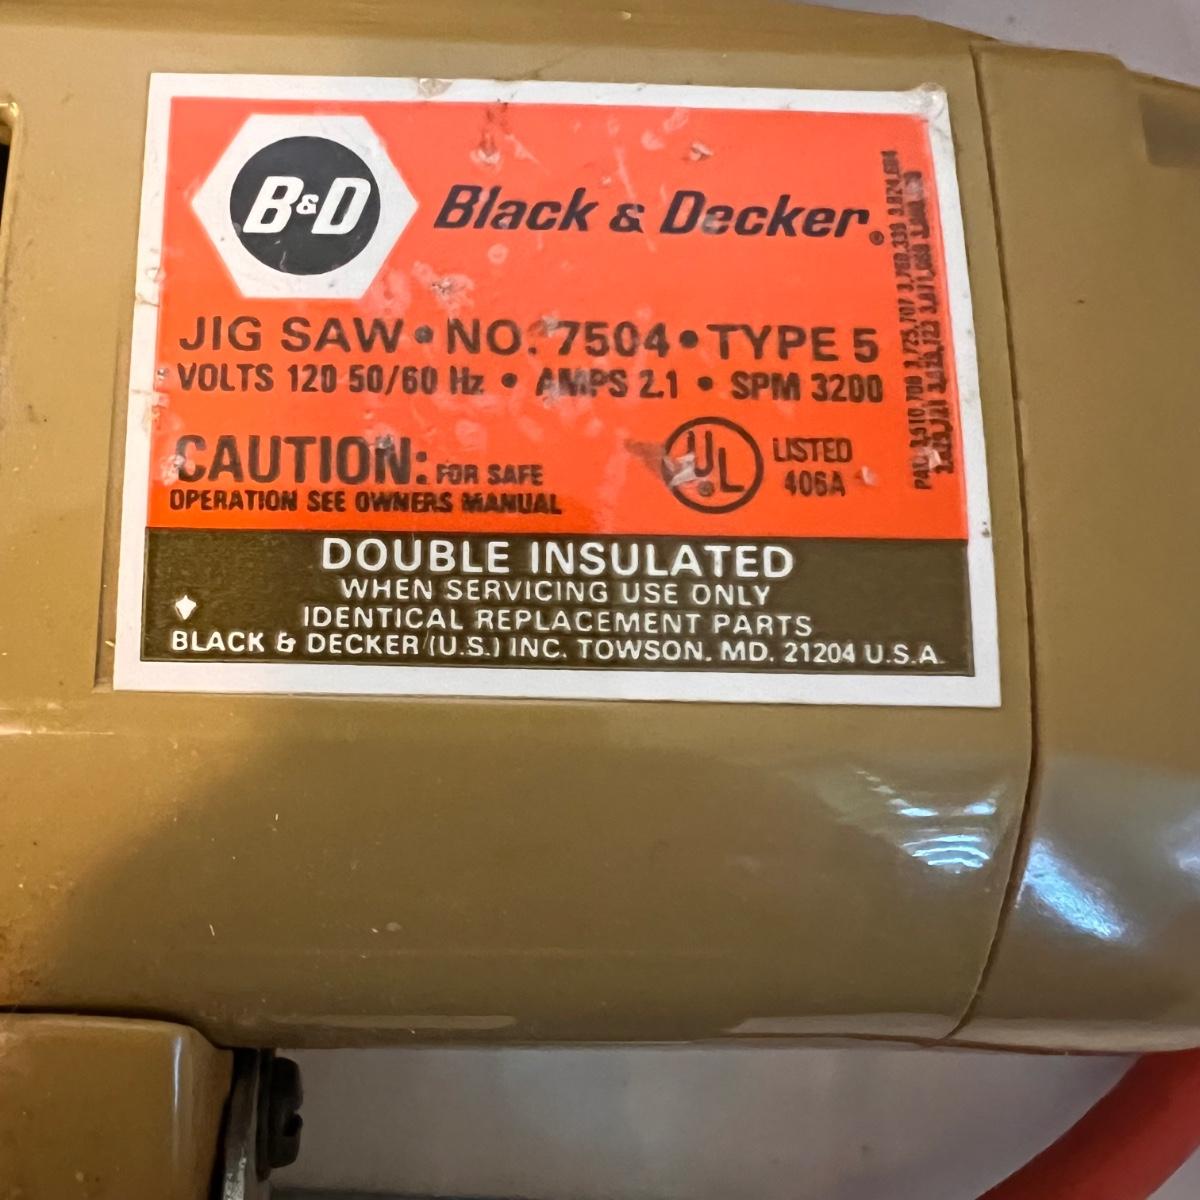 B&D
Black & Decker®
JIG SAW • NO. 7504 • TYPE 5
VOLTS 120 50/60 Hz • AMPS 2.1 • SPM 3200
CAUTION: FOR SAFE
OPERATION SEE OWNERS MANUAL
UL
LISTED
406A
DOUBLE INSULATED
WHEN SERVICING USE ONLY
IDENTICAL REPLACEMENT PARTS
BLACK & DECKER (U.S.) INC. TOWSON. MD. 21204 U.S.A.